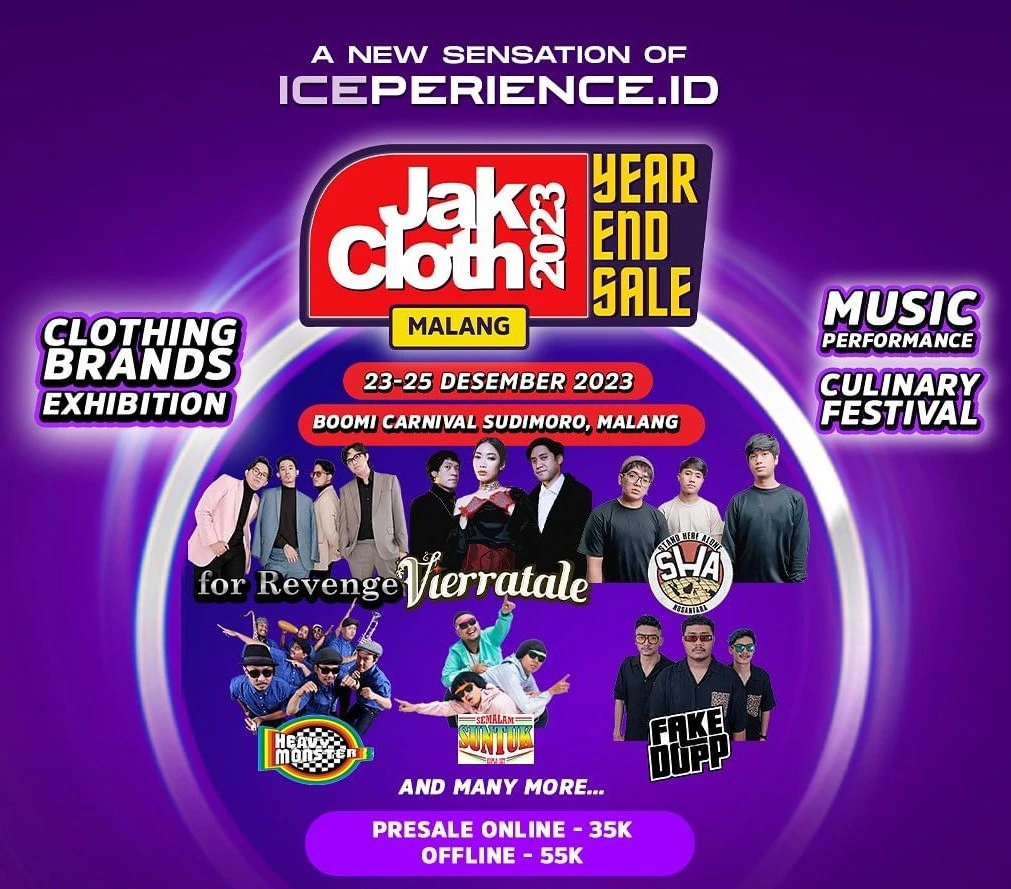 A NEW SENSATION OF
ICEPERIENCE.ID
Jak
Cloth
2023
YEAR
END
SALE
MALANG
CLOTHING
BRANDS
EXHIBITION
MUSIC
PERFORMANCE
CULINARY
FESTIVAL
23-25 DESEMBER 2023
BOOMI CARNIVAL SUDIMORO, MALANG
for Revenge
Vierratale
STAND HERE ALONE
SHA
NUSANTARA
HEAVY
MONSTER
SEMALAM
SUNTUK
FAKE
DOPP
AND MANY MORE...
PRESALE ONLINE - 35K
OFFLINE - 55K